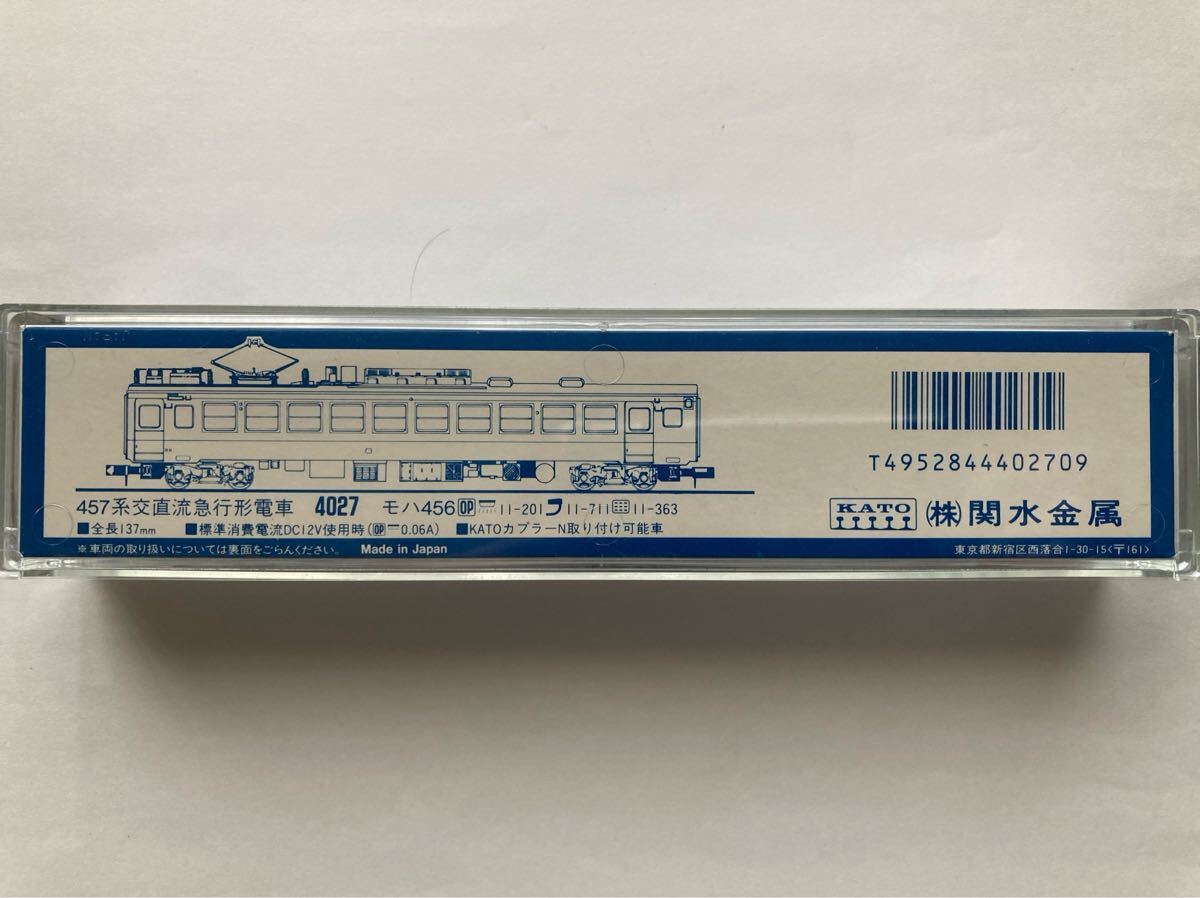 T4952844402709
457系交直流急行形電車 4027 モハ456 OP 11-201 11-711 11-363
■全長137mm ■標準消費電流DC12V使用時(OP 0.06A) ■KATOカプラーN取り付け可能車
KATO (株)関水金属
※車両の取り扱いについては裏面をごらんください。 Made in Japan 東京都新宿区西落合1-30-15〈〒161〉